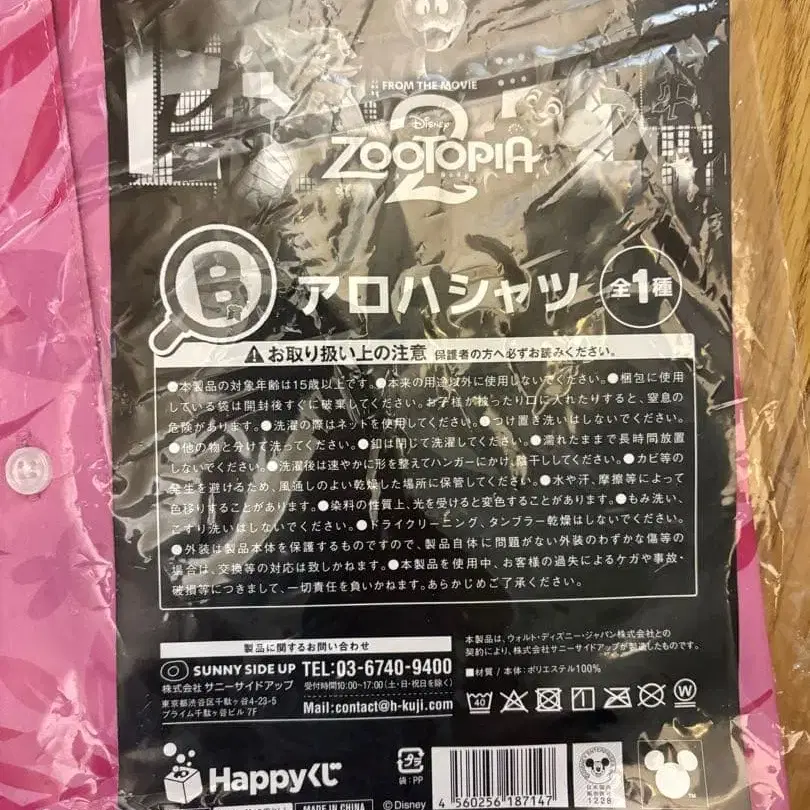 FROM THE MOVIE
Disney
ZOOTOPIA
2
B
アロハシャツ
全1種
お取り扱い上の注意 保護者の方へ必ずお読みください。
●本製品の対象年齢は15歳以上です。●本来の用途以外に使用しないでください。●梱包に使用
している袋は開封後すぐに破棄してください。お子様が被ったり口に入れたりすると、窒息の
危険があります。●洗濯の際はネットを使用してください。●つけ置き洗いはしないでください。
●他の物と分けて洗ってください。●釦は閉じて洗濯してください。●濡れたままで長時間放置
しないでください。●洗濯後は速やかに形を整えてハンガーにかけ、陰干ししてください。●カビ等の
発生を避けるため、風通しのよい乾燥した場所に保管してください。●水や汗、摩擦等によって
色移りすることがあります。●染料の性質上、光を受けると変色することがあります。●もみ洗い、
こすり洗いはしないでください。●ドライクリーニング、タンブラー乾燥はしないでください。
●外装は製品本体を保護するものですので、製品自体に問題がない外装のわずかな傷等の
場合は、交換等の対応は致しかねます。●本製品を使用中、お客様の過失によるケガや事故・
破損等につきまして、一切責任を負いかねます。あらかじめご了承ください。
製品に関するお問い合わせ
SUNNY SIDE UP
株式会社 サニーサイドアップ
東京都渋谷区千駄ヶ谷4-23-5
プライム千駄ヶ谷ビル 7F
TEL:03-6740-9400
受付時間10:00~17:00(土・日・祝日を除く)
Mail:contact@h-kuji.com
本製品は、ウォルト・ディズニー・ジャパン株式会社との
契約により、株式会社 サニーサイドアップが製造したものです。
■材質/本体:ポリエステル100%
40
W
Happyくじ
プラ
袋:PP
MADE IN CHINA
©Disney
4 560256 187147
1228
TM